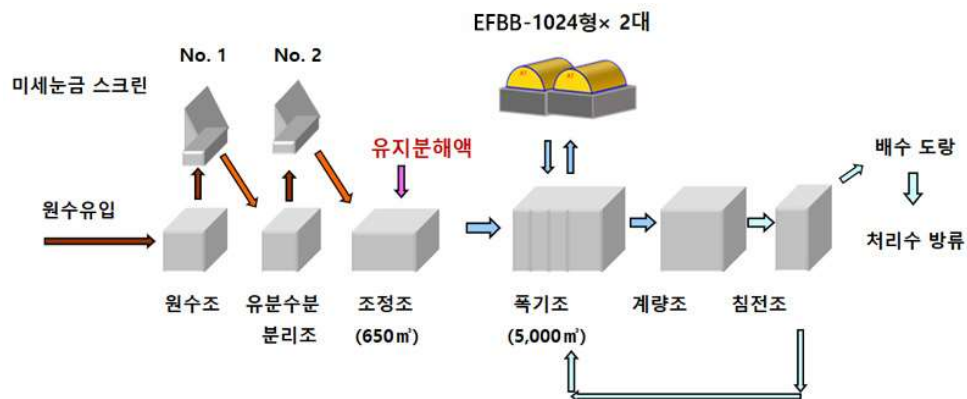 EFBB-1024형× 2대
No. 1
No. 2
미세눈금 스크린
유지분해액
배수 도랑
원수유입
처리수 방류
원수조
유분수분
분리조
조정조
(650㎥)
폭기조
(5,000㎥)
계량조
침전조